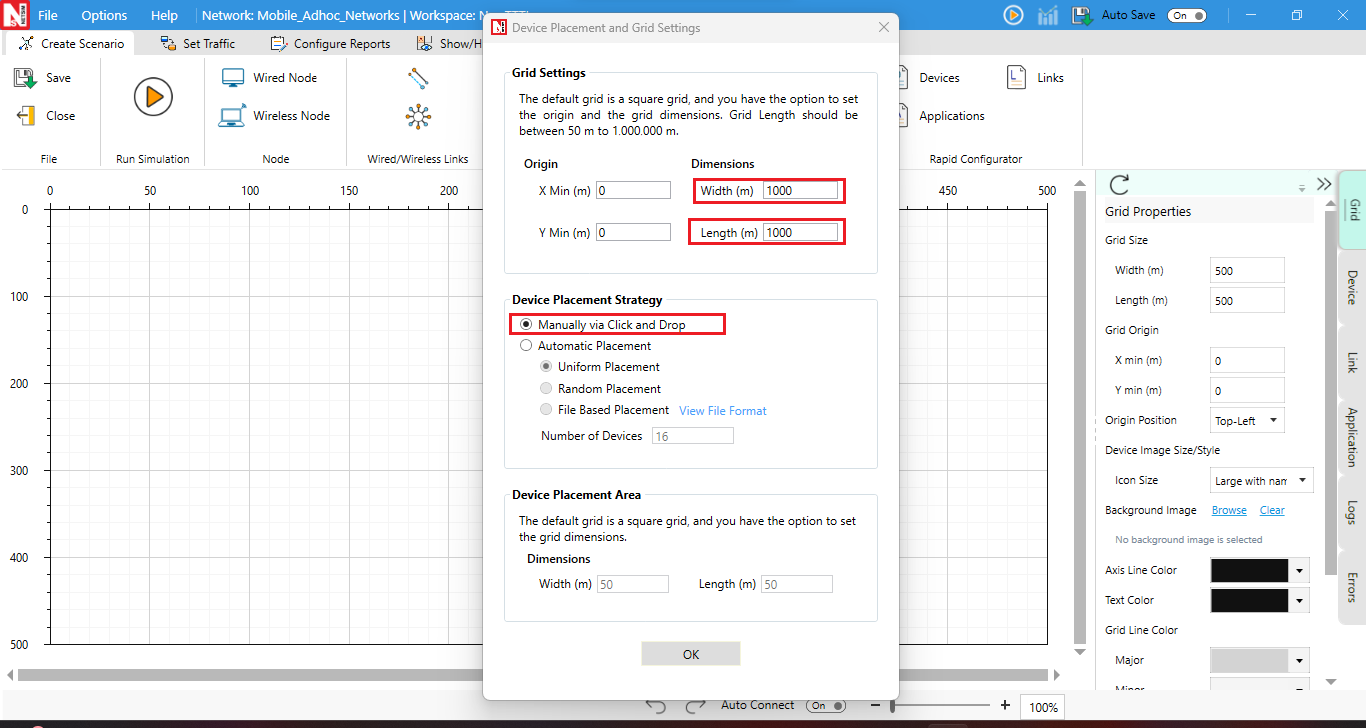 File Options Help Network: Mobile_Adhoc_Networks | Workspace: N
Auto Save On
Create Scenario Set Traffic Configure Reports Show/H
Save
Close
File
Run Simulation
Wired Node
Wireless Node
Node
Wired/Wireless Links
Devices Links
Applications
Rapid Configurator
0 50 100 150 200 450 500
0
100
200
300
400
500
Device Placement and Grid Settings
Grid Settings
The default grid is a square grid, and you have the option to set
the origin and the grid dimensions. Grid Length should be
between 50 m to 1.000.000 m.
Origin Dimensions
X Min (m) 0 Width (m) 1000
Y Min (m) 0 Length (m) 1000
Device Placement Strategy
Manually via Click and Drop
Automatic Placement
Uniform Placement
Random Placement
File Based Placement View File Format
Number of Devices 16
Device Placement Area
The default grid is a square grid, and you have the option to set
the grid dimensions.
Dimensions
Width (m) 50 Length (m) 50
OK
Grid Properties
Grid Size
Width (m) 500
Length (m) 500
Grid Origin
X min (m) 0
Y min (m) 0
Origin Position Top-Left
Device Image Size/Style
Icon Size Large with nam
Background Image Browse Clear
No background image is selected
Axis Line Color
Text Color
Grid Line Color
Major
Minor
Grid
Device
Link
Application
Logs
Errors
Auto Connect On
100%